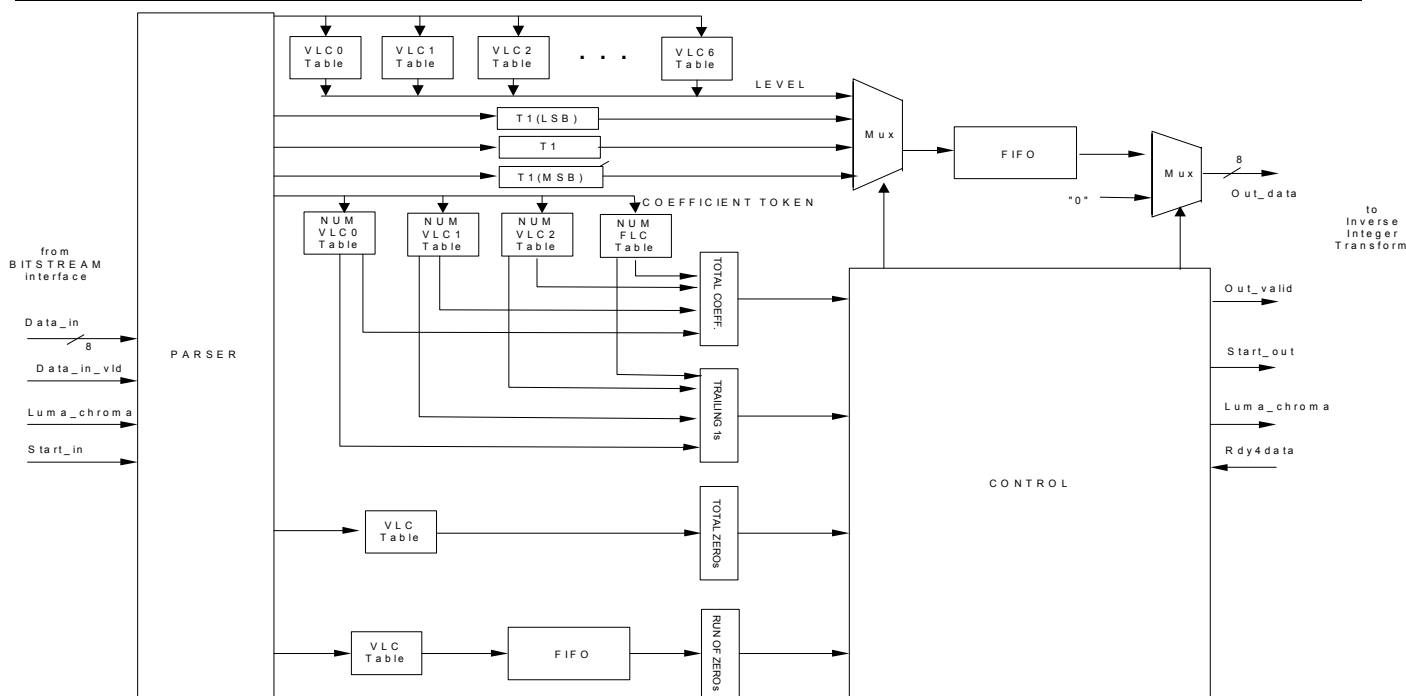 VLC0
Table
VLC1
Table
VLC2
Table
. . .
VLC6
Table
LEVEL
T1(LSB)
T1
T1(MSB)
Mux
FIFO
Mux
8
Out_data
"0"
COEFFICIENT TOKEN
NUM
VLC0
Table
NUM
VLC1
Table
NUM
VLC2
Table
NUM
FLC
Table
to
Inverse
Integer
Transform
from
BITSTREAM
interface
TOTAL COEFF.
Out_valid
Data_in
8
PARSER
Start_out
Data_in_vld
TRAILING 1s
Luma_chroma
Luma_chroma
Start_in
Rdy4data
CONTROL
VLC
Table
TOTAL ZEROs
VLC
Table
FIFO
RUN OF ZEROs